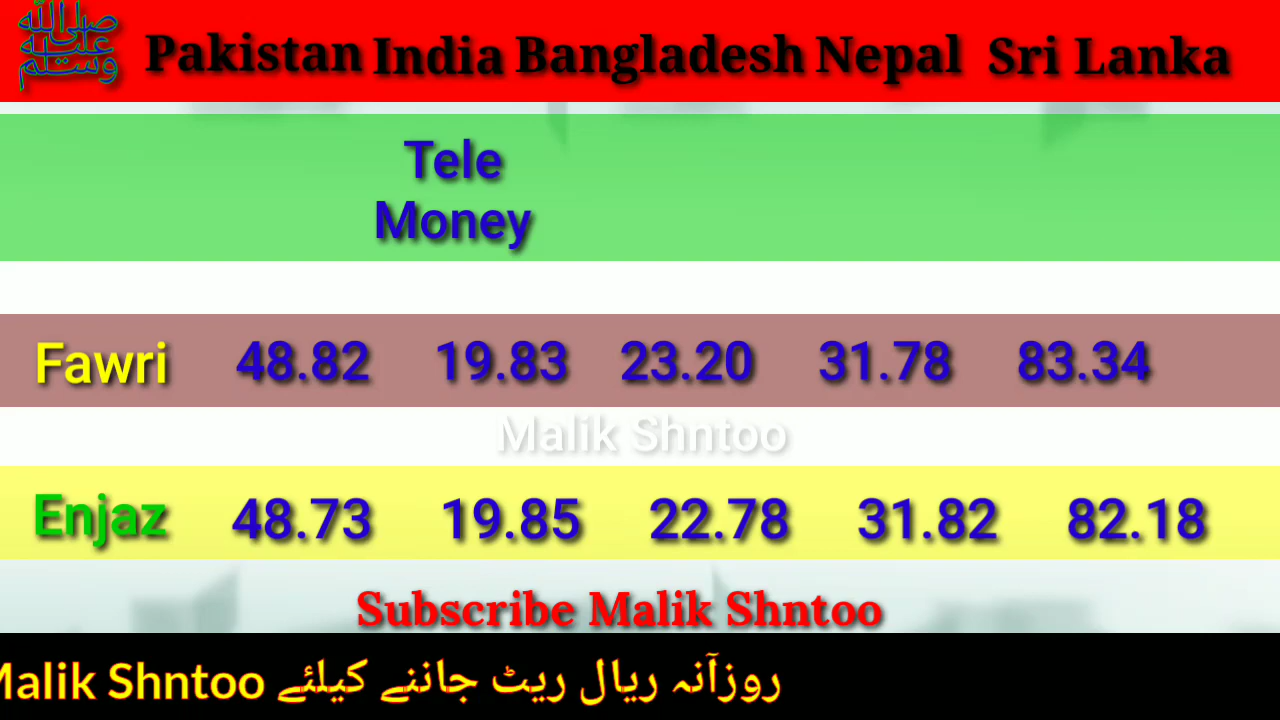 صلى الله
عليه
وسلم
Pakistan India Bangladesh Nepal Sri Lanka
Tele
Money
Fawri 48.82 19.83 23.20 31.78 83.34
Malik Shntoo
Enjaz 48.73 19.85 22.78 31.82 82.18
Subscribe Malik Shntoo
روزآنہ ریال ریٹ جاننے کیلئے Malik Shntoo